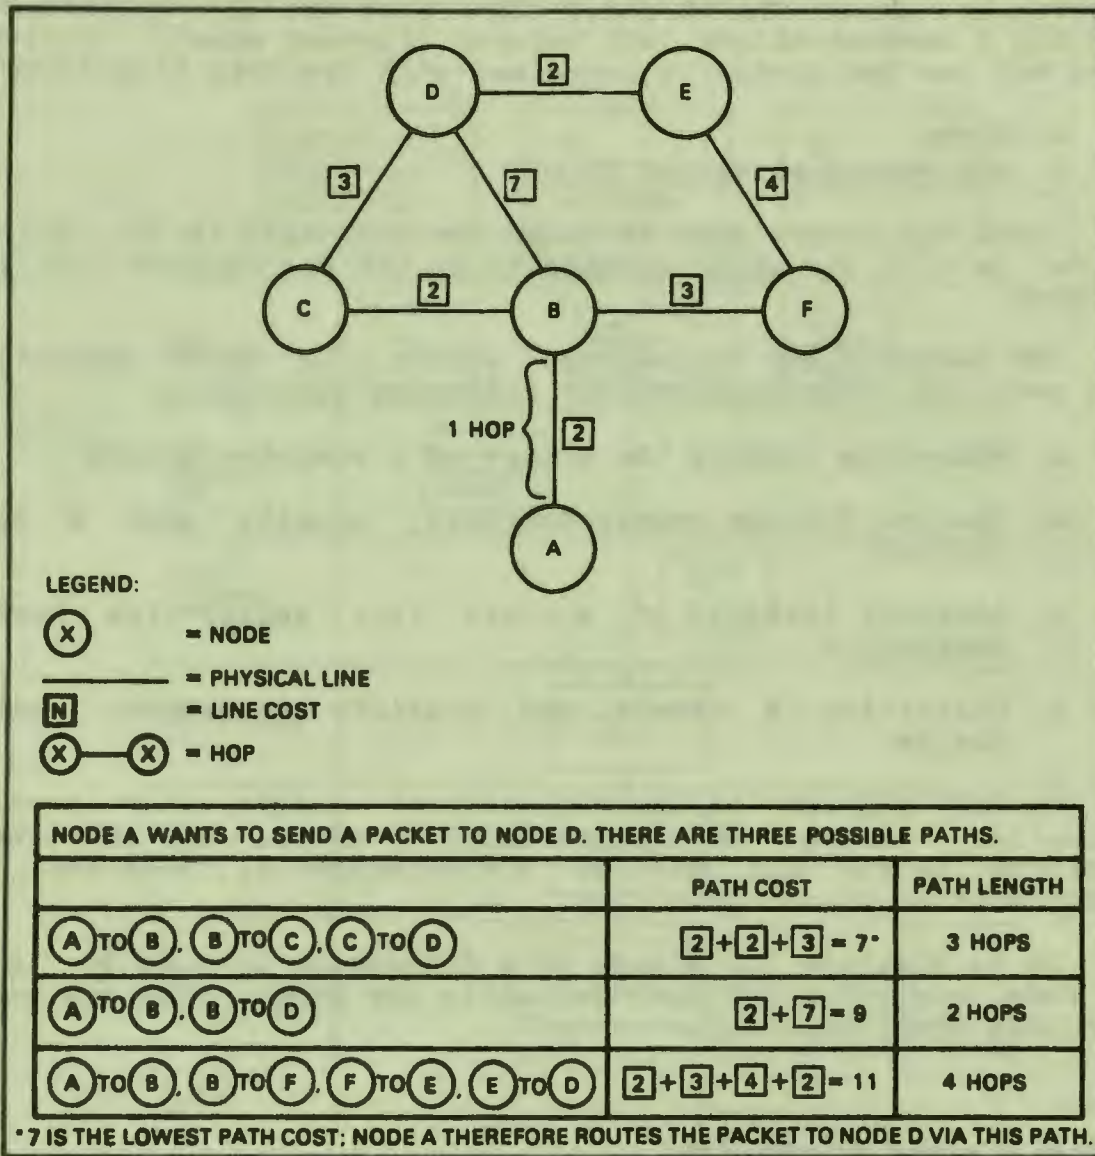 2
D
E
3
7
4
C
2
B
3
F
1 HOP
2
A
LEGEND:
X = NODE
= PHYSICAL LINE
N = LINE COST
X X = HOP
NODE A WANTS TO SEND A PACKET TO NODE D. THERE ARE THREE POSSIBLE PATHS.
PATH COST PATH LENGTH
A TO B, B TO C, C TO D 2+2+3 = 7* 3 HOPS
A TO B, B TO D 2+7= 9 2 HOPS
A TO B, B TO F, F TO E, E TO D 2+3+4+2= 11 4 HOPS
*7 IS THE LOWEST PATH COST; NODE A THEREFORE ROUTES THE PACKET TO NODE D VIA THIS PATH.